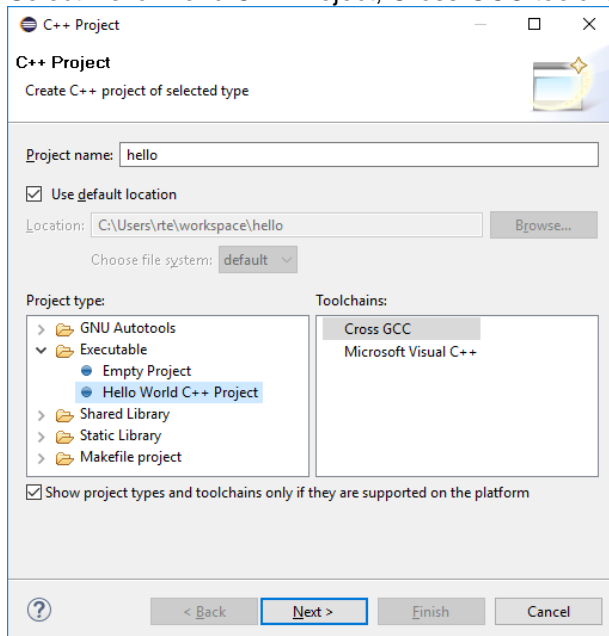 C++ Project
C++ Project
Create C++ project of selected type
Project name: hello
Use default location
Location: C:\Users\rte\workspace\hello Browse...
Choose file system: default
Project type: Toolchains:
GNU Autotools Cross GCC
Executable Microsoft Visual C++
Empty Project
Hello World C++ Project
Shared Library
Static Library
Makefile project
Show project types and toolchains only if they are supported on the platform
? < Back Next > Finish Cancel